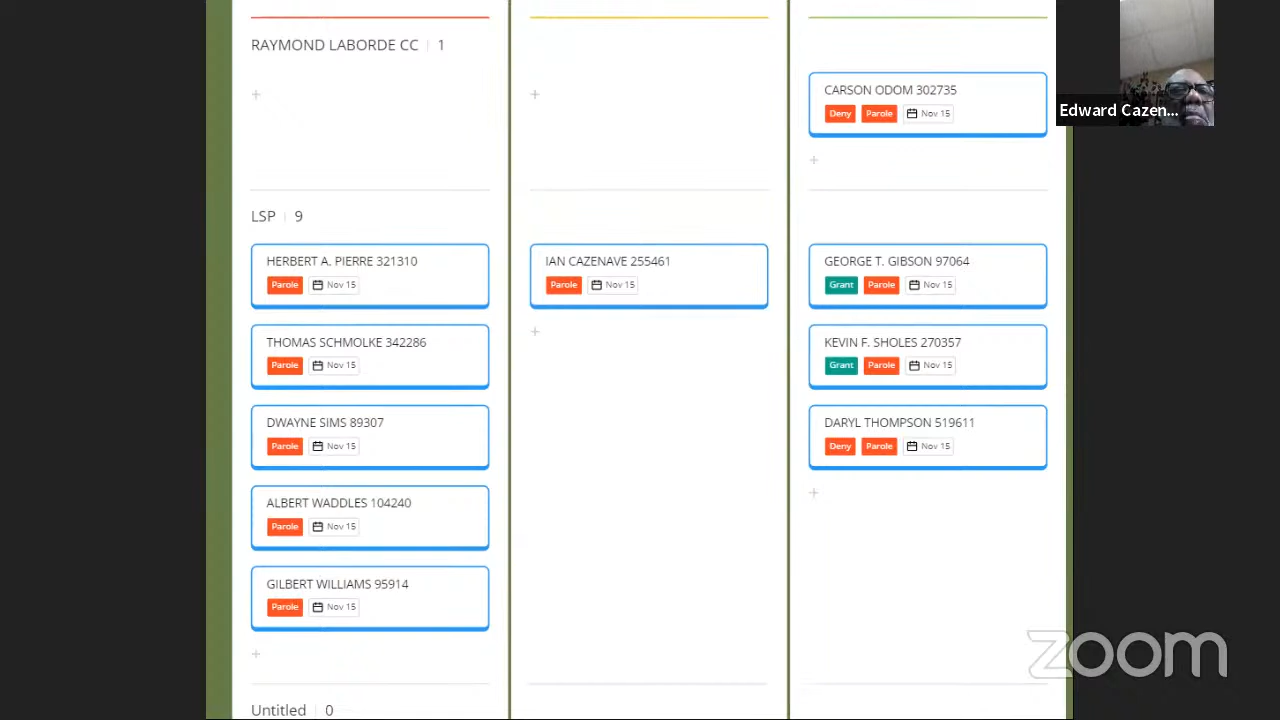 RAYMOND LABORDE CC | 1
+
+
CARSON ODOM 302735
Deny Parole Nov 15
+
Edward Cazen...
LSP | 9
HERBERT A. PIERRE 321310
Parole Nov 15
THOMAS SCHMOLKE 342286
Parole Nov 15
DWAYNE SIMS 89307
Parole Nov 15
ALBERT WADDLES 104240
Parole Nov 15
GILBERT WILLIAMS 95914
Parole Nov 15
+
IAN CAZENAVE 255461
Parole Nov 15
+
GEORGE T. GIBSON 97064
Grant Parole Nov 15
KEVIN F. SHOLES 270357
Grant Parole Nov 15
DARYL THOMPSON 519611
Deny Parole Nov 15
+
Untitled | 0
zoom